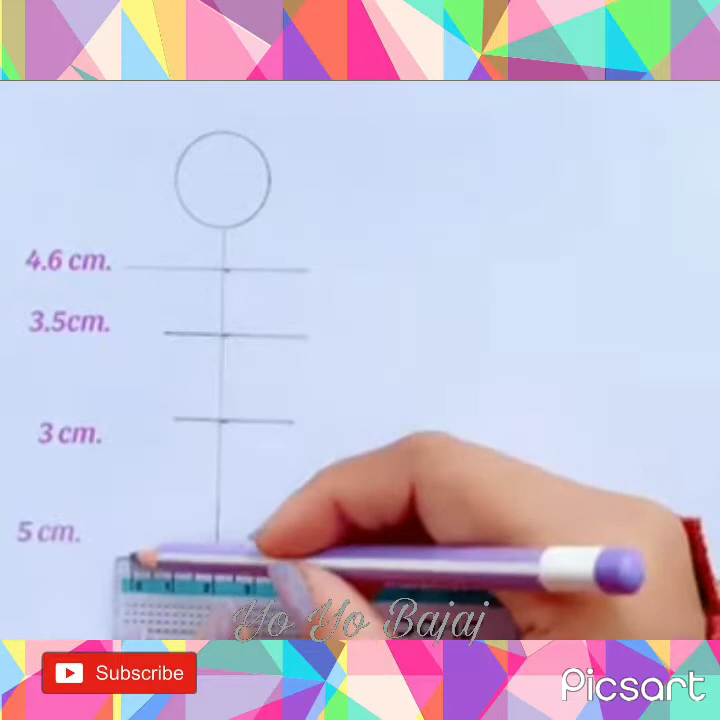 4.6 cm.
3.5cm.
3 cm.
5 cm.
Yo Yo Bajaj
Subscribe
Picsart